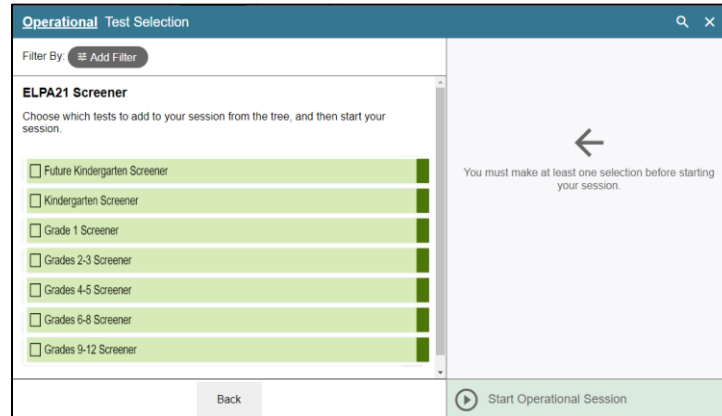 Operational Test Selection
Filter By: Add Filter
ELPA21 Screener
Choose which tests to add to your session from the tree, and then start your
session.
Future Kindergarten Screener
Kindergarten Screener
Grade 1 Screener
Grades 2-3 Screener
Grades 4-5 Screener
Grades 6-8 Screener
Grades 9-12 Screener
Back
You must make at least one selection before starting
your session.
Start Operational Session